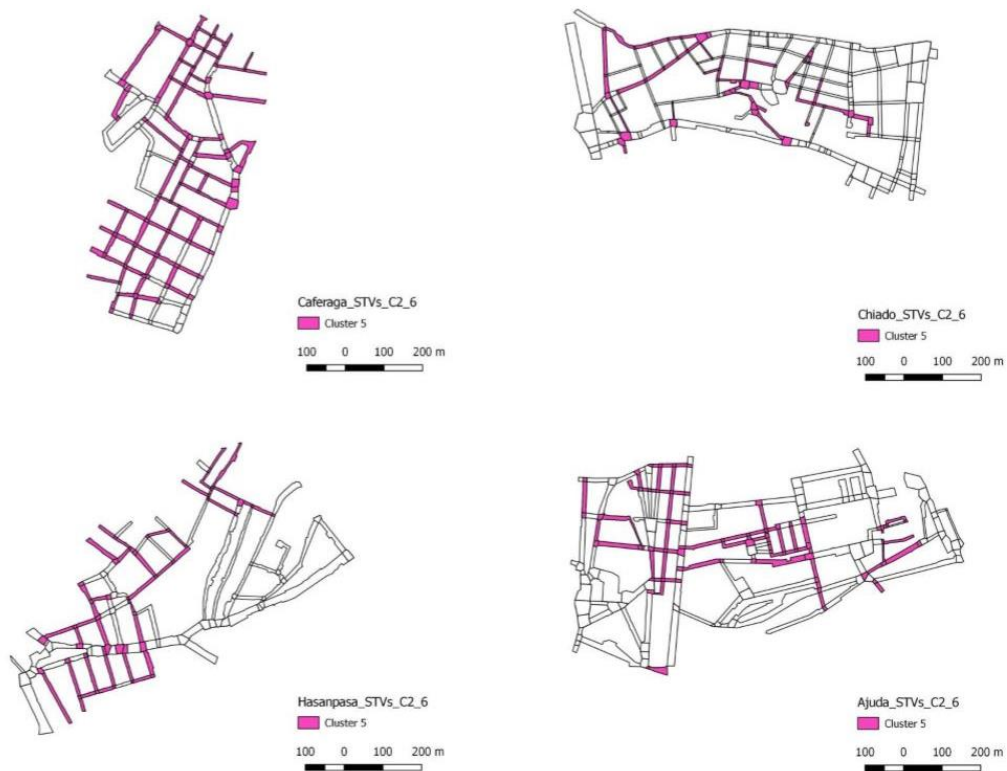 Caferaga_STVs_C2_6
Cluster 5
100 0 100 200 m
Chiado_STVs_C2_6
Cluster 5
100 0 100 200 m
Hasanpasa_STVs_C2_6
Cluster 5
100 0 100 200 m
Ajuda_STVs_C2_6
Cluster 5
100 0 100 200 m